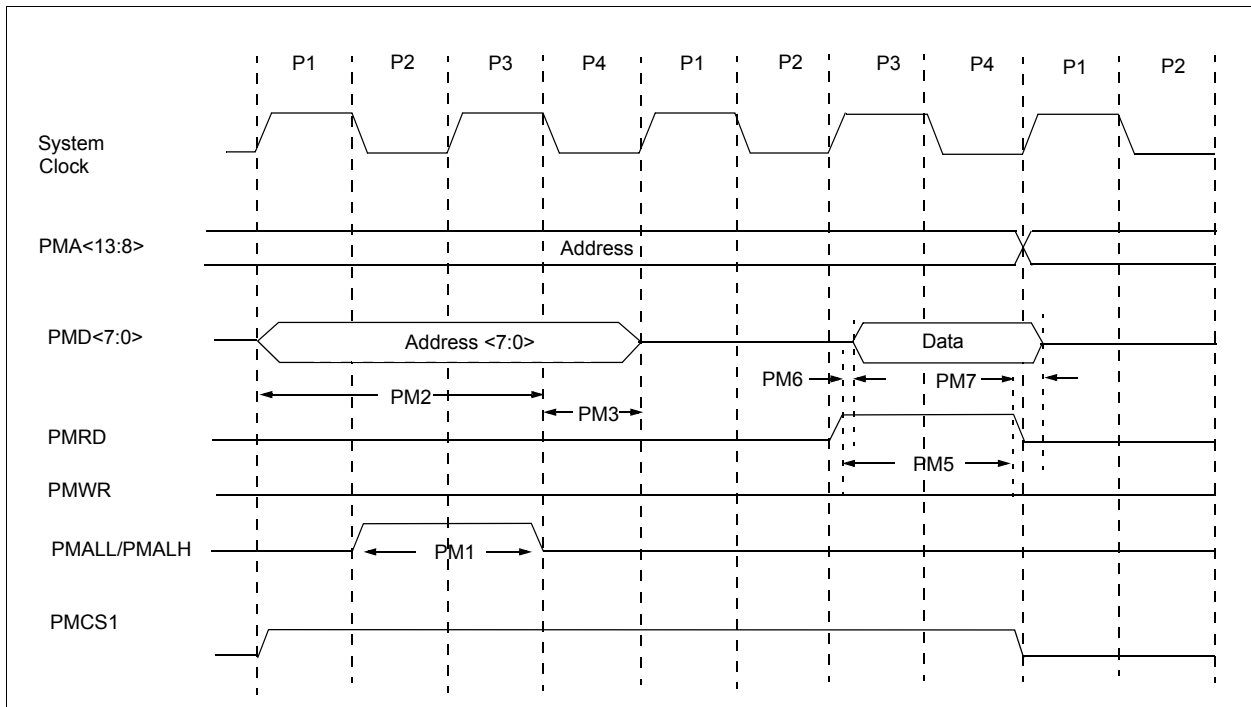 P1 P2 P3 P4 P1 P2 P3 P4 P1 P2
System
Clock
PMA<13:8>
Address
PMD<7:0>
Address <7:0>
Data
PM2
PM6
PM7
PM3
PMRD
PM5
PMWR
PMALL/PMALH
PM1
PMCS1